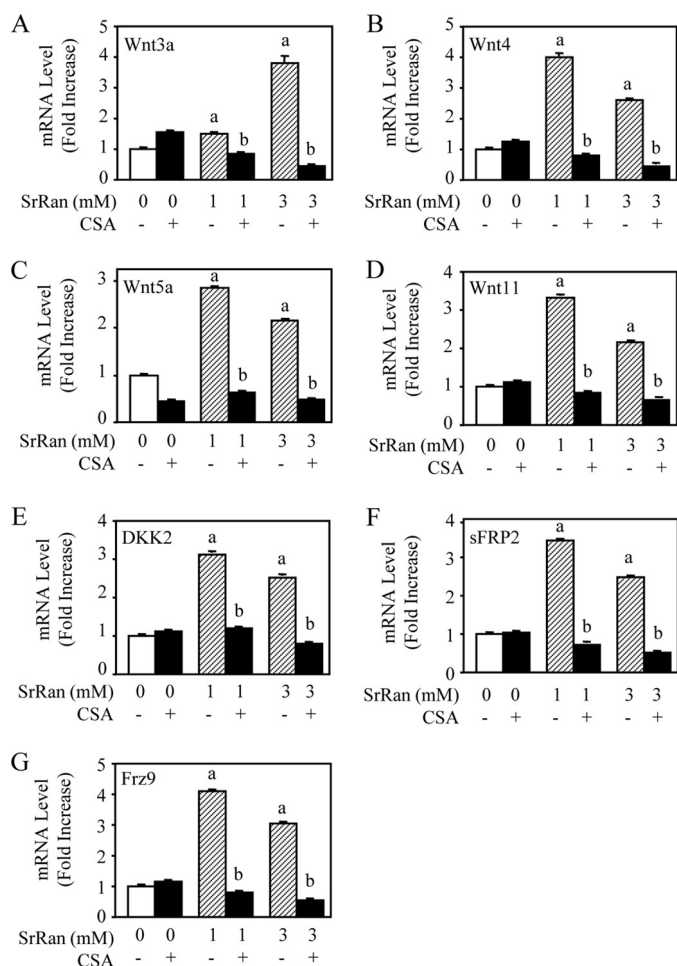 A
Wnt3a
mRNA Level
(Fold Increase)
5
4
3
2
1
0
a
a
b
b
SrRan (mM) 0 0 1 1 3 3
CSA - + - + - +
B
Wnt4
mRNA Level
(Fold Increase)
5
4
3
2
1
0
a
a
b
b
SrRan (mM) 0 0 1 1 3 3
CSA - + - + - +
C
Wnt5a
mRNA Level
(Fold Increase)
3
2
1
0
a
a
b
b
SrRan (mM) 0 0 1 1 3 3
CSA - + - + - +
D
Wnt11
mRNA Level
(Fold Increase)
4
3
2
1
0
a
a
b
b
SrRan (mM) 0 0 1 1 3 3
CSA - + - + - +
E
DKK2
mRNA Level
(Fold Increase)
4
3
2
1
0
a
a
b
b
SrRan (mM) 0 0 1 1 3 3
CSA - + - + - +
F
sFRP2
mRNA Level
(Fold Increase)
4
3
2
1
0
a
a
b
b
SrRan (mM) 0 0 1 1 3 3
CSA - + - + - +
G
Frz9
mRNA Level
(Fold Increase)
5
4
3
2
1
0
a
a
b
b
SrRan (mM) 0 0 1 1 3 3
CSA - + - + - +